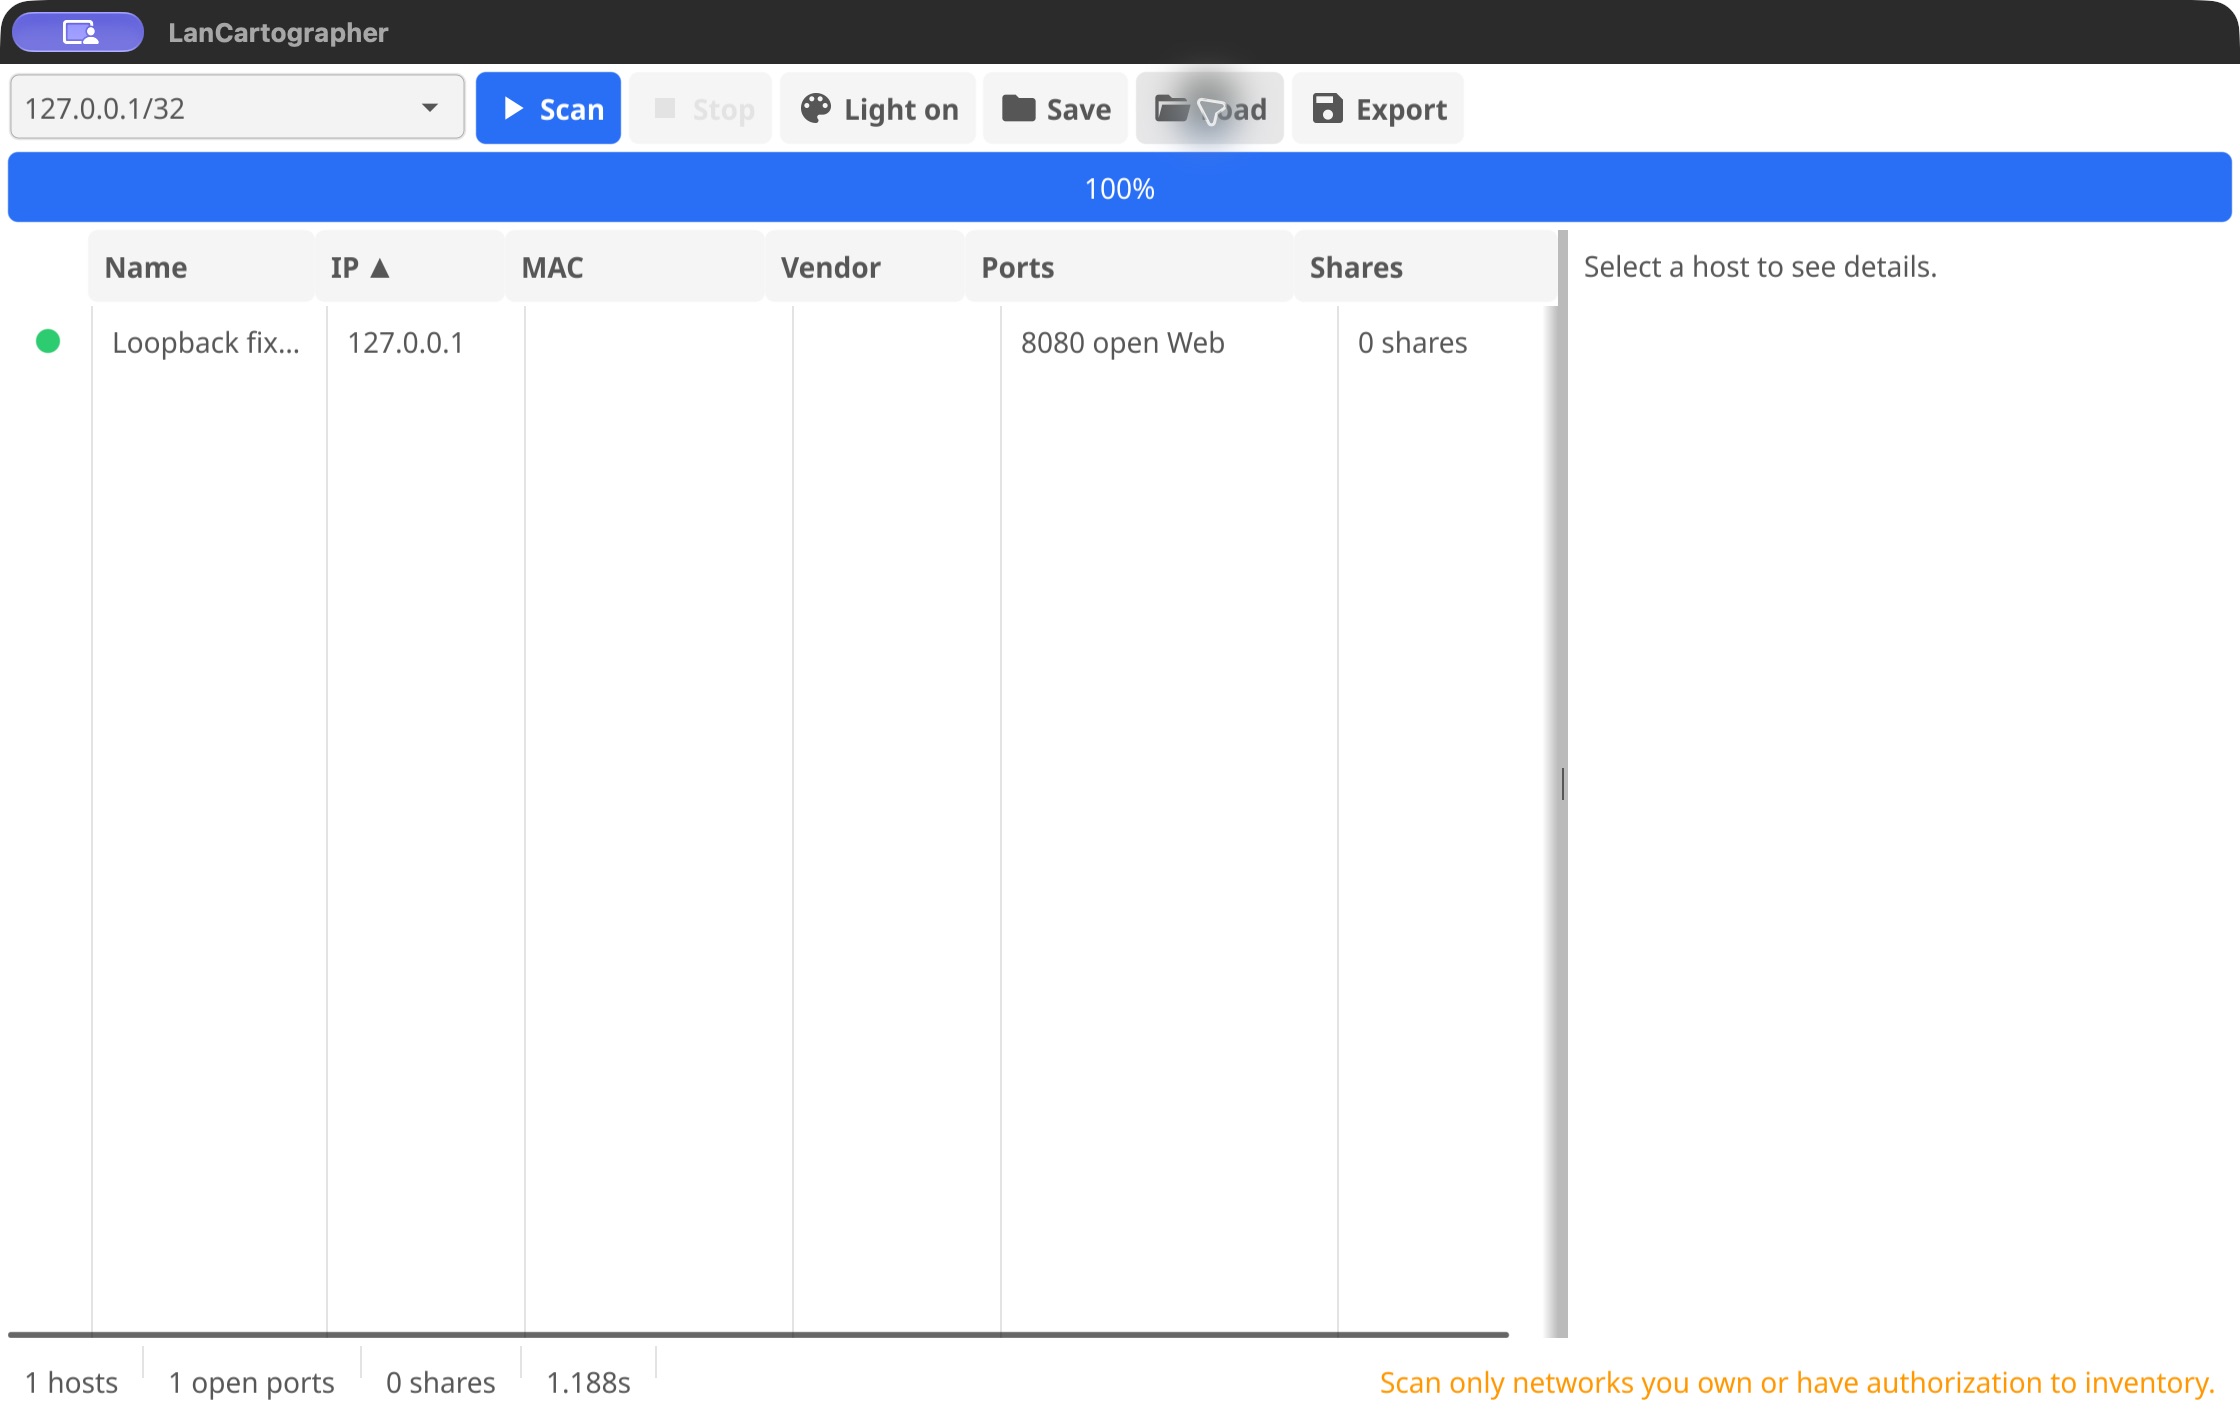 LanCartographer
127.0.0.1/32 Scan Stop Light on Save Export
100%
Name IP ▲ MAC Vendor Ports Shares Select a host to see details.
Loopback fix... 127.0.0.1 8080 open Web 0 shares
1 hosts 1 open ports 0 shares 1.188s Scan only networks you own or have authorization to inventory.